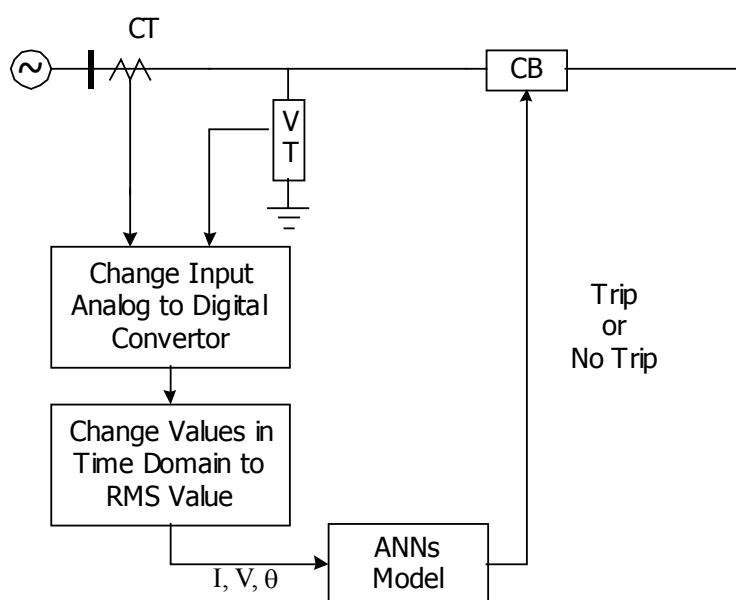 CT
~
CB
V
T
Change Input
Analog to Digital
Convertor
Trip
or
No Trip
Change Values in
Time Domain to
RMS Value
I, V, θ
ANNs
Model